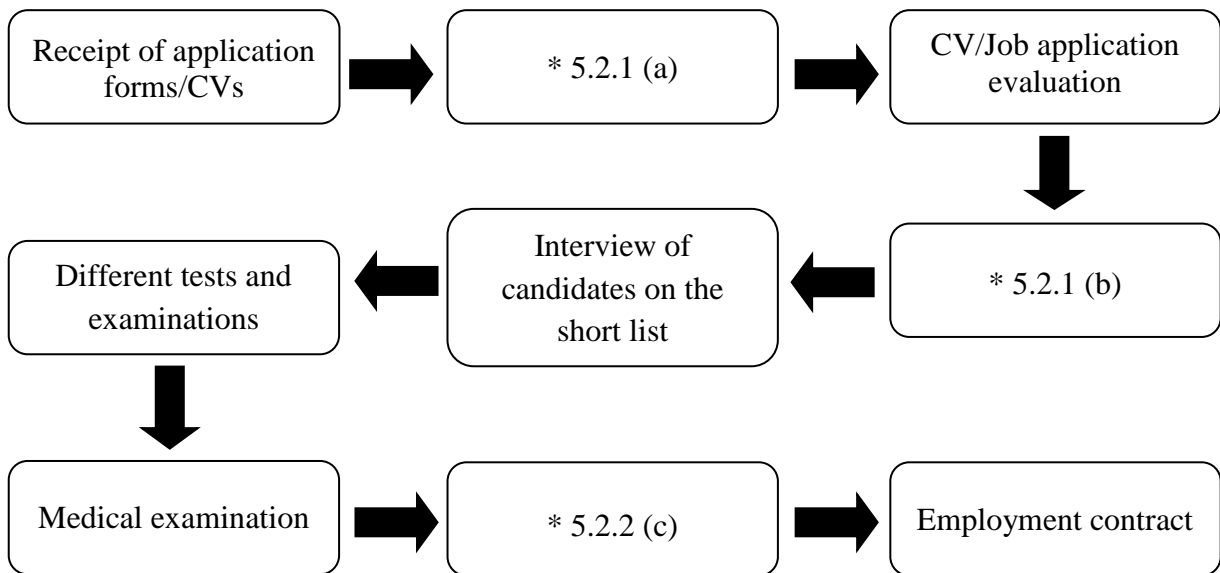 Receipt of application
forms/CVs
* 5.2.1 (a)
CV/Job application
evaluation
Different tests and
examinations
Interview of
candidates on the
short list
* 5.2.1 (b)
Medical examination
* 5.2.2 (c)
Employment contract